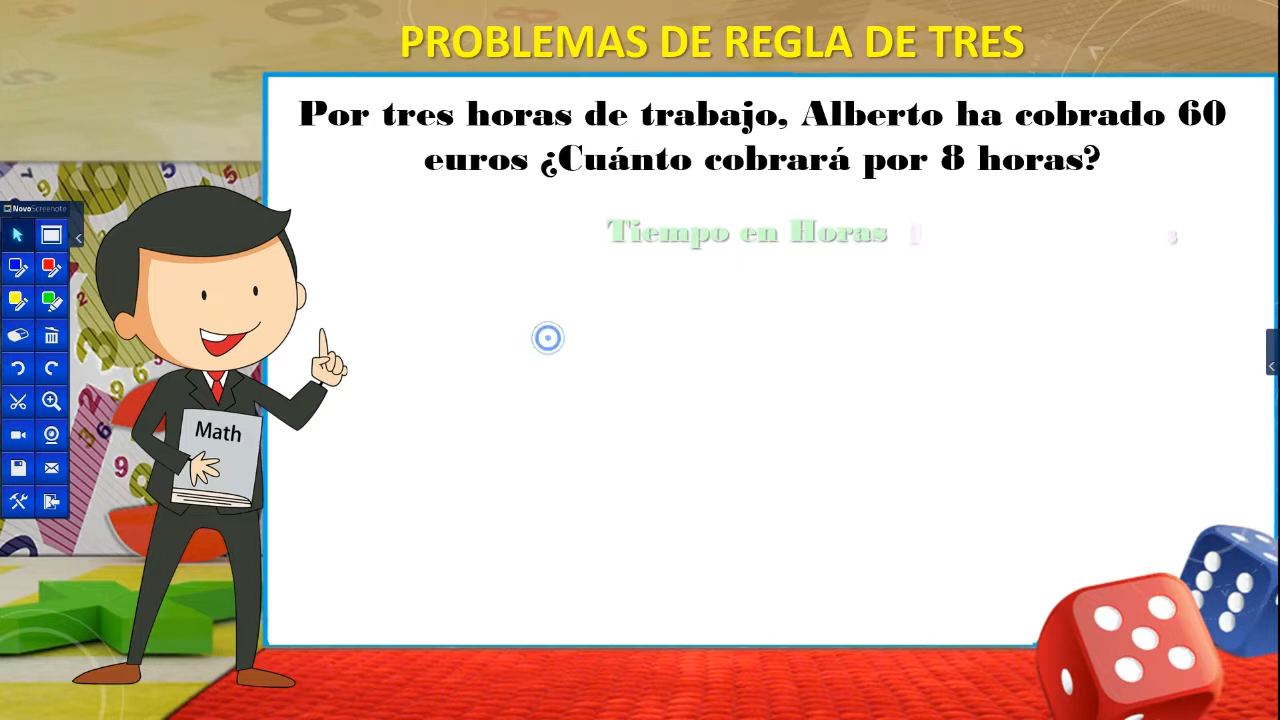 PROBLEMAS DE REGLA DE TRES
Por tres horas de trabajo, Alberto ha cobrado 60
euros ¿Cuánto cobrará por 8 horas?
Tiempo en Horas
NovoScreenote
Math